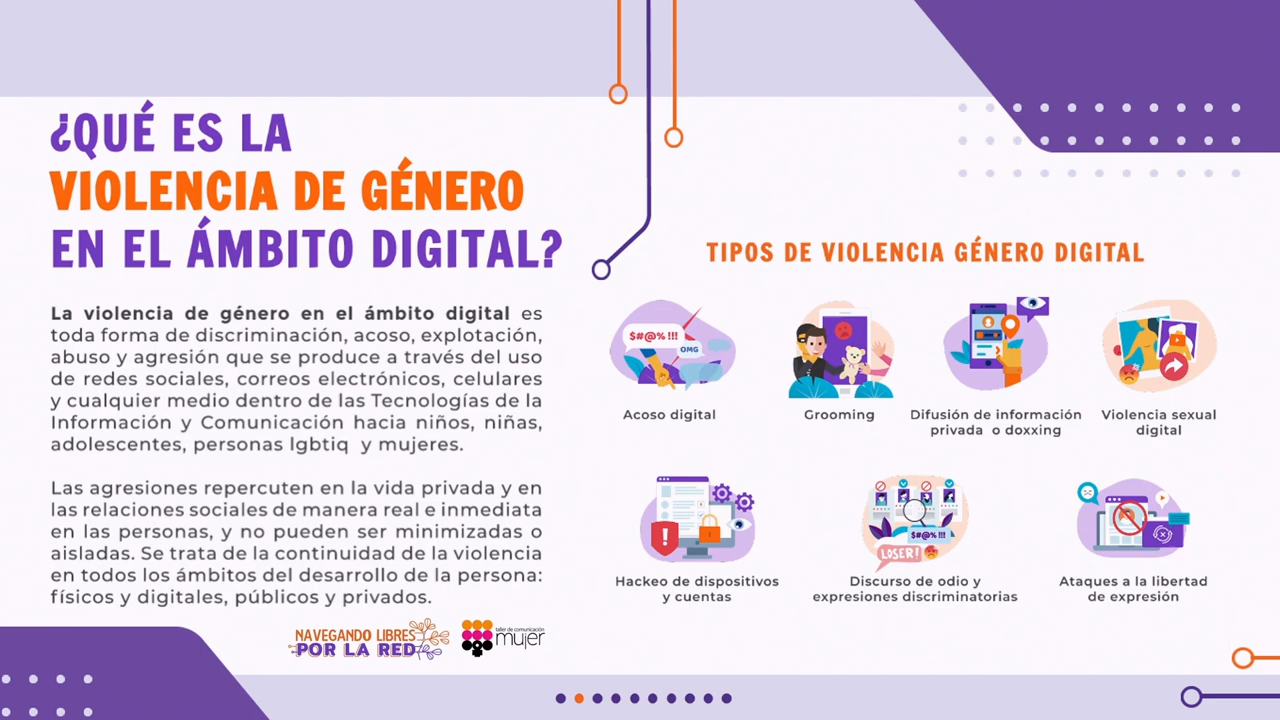 ¿QUÉ ES LA
VIOLENCIA DE GÉNERO
EN EL ÁMBITO DIGITAL?
La violencia de género en el ámbito digital es
toda forma de discriminación, acoso, explotación,
abuso y agresión que se produce a través del uso
de redes sociales, correos electrónicos, celulares
y cualquier medio dentro de las Tecnologías de la
Información y Comunicación hacia niños, niñas,
adolescentes, personas lgbtiq y mujeres.
Las agresiones repercuten en la vida privada y en
las relaciones sociales de manera real e inmediata
en las personas, y no pueden ser minimizadas o
aisladas. Se trata de la continuidad de la violencia
en todos los ámbitos del desarrollo de la persona:
físicos y digitales, públicos y privados.
NAVEGANDO LIBRES
POR LA RED
taller de comunicación
mujer
TIPOS DE VIOLENCIA GÉNERO DIGITAL
$#@% !!!
OMG
Acoso digital
Grooming
Difusión de información
privada o doxxing
Violencia sexual
digital
Hackeo de dispositivos
y cuentas
$#@% !!!
LOSER!
Discurso de odio y
expresiones discriminatorias
Ataques a la libertad
de expresión